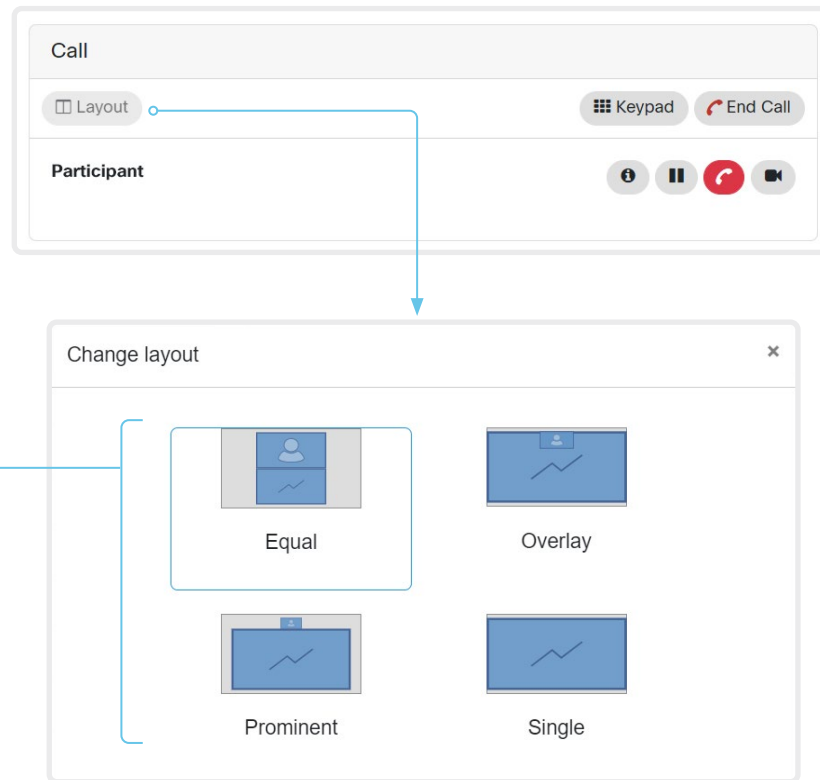 Call
Layout
Keypad
End Call
Participant
Change layout
×
Equal
Overlay
Prominent
Single